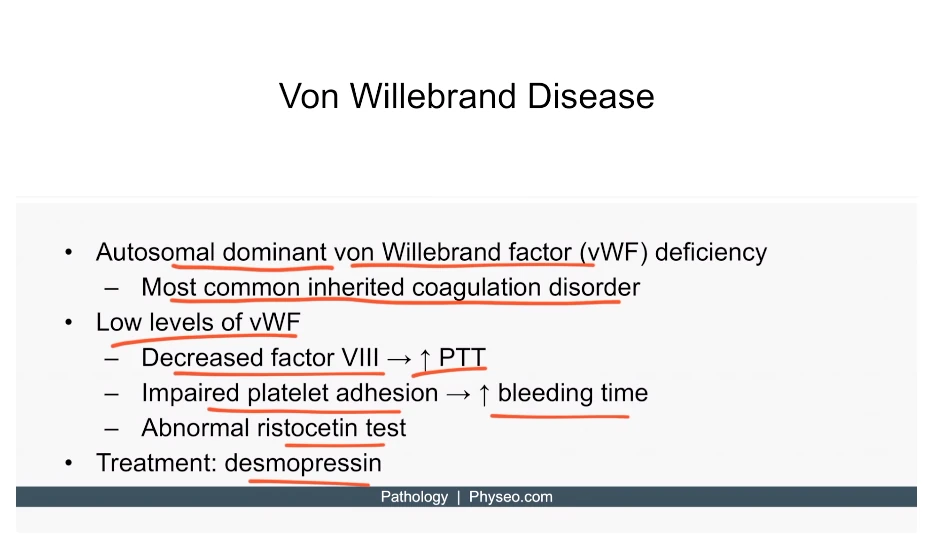 Von Willebrand Disease
• Autosomal dominant von Willebrand factor (vWF) deficiency
– Most common inherited coagulation disorder
• Low levels of vWF
– Decreased factor VIII → ↑ PTT
– Impaired platelet adhesion → ↑ bleeding time
– Abnormal ristocetin test
• Treatment: desmopressin
Pathology | Physeo.com